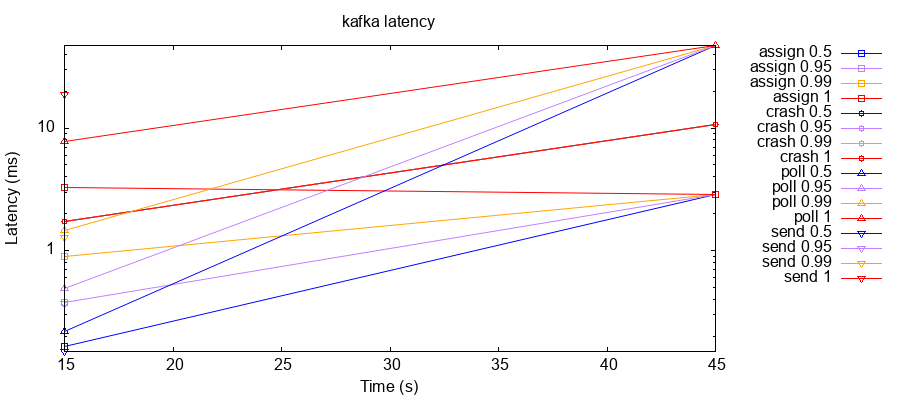 kafka latency
Latency (ms)
10
1
15
20
25
30
35
40
45
Time (s)
assign 0.5
assign 0.95
assign 0.99
assign 1
crash 0.5
crash 0.95
crash 0.99
crash 1
poll 0.5
poll 0.95
poll 0.99
poll 1
send 0.5
send 0.95
send 0.99
send 1